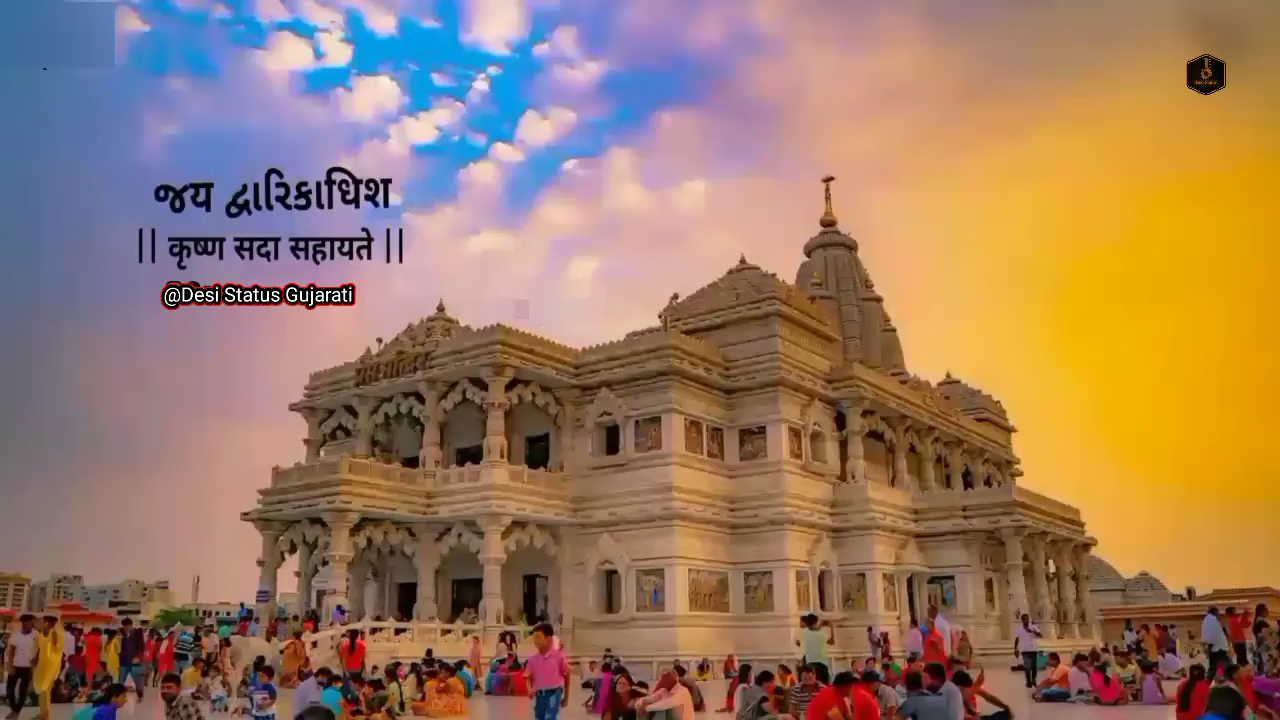 જય દ્વારિકાધિશ
|| कृष्ण सदा सहायते ||
@Desi Status Gujarati